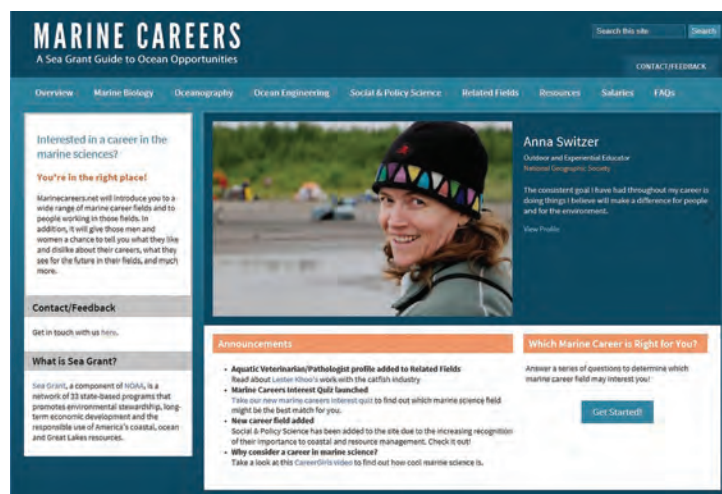 MARINE CAREERS
A Sea Grant Guide to Ocean Opportunities
Search this site
Search
CONTACT/FEEDBACK
Overview
Marine Biology
Oceanography
Ocean Engineering
Social & Policy Science
Related Fields
Resources
Salaries
FAQs
Interested in a career in the
marine sciences?
You're in the right place!
Marinecareers.net will introduce you to a
wide range of marine career fields and to
people working in those fields. In
addition, it will give those men and
women a chance to tell you what they like
and dislike about their careers, what they
see for the future in their fields, and much
more.
Contact/Feedback
Get in touch with us here.
What is Sea Grant?
Sea Grant, a component of NOAA, is a
network of 33 state-based programs that
promotes environmental stewardship, long-
term economic development and the
responsible use of America's coastal, ocean
and Great Lakes resources.
Anna Switzer
Outdoor and Experiential Educator
National Geographic Society
The consistent goal I have had throughout my career is
doing things I believe will make a difference for people
and for the environment.
View Profile
Announcements
• Aquatic Veterinarian/Pathologist profile added to Related Fields
Read about Lester Khoo's work with the catfish industry
• Marine Careers Interest Quiz launched
Take our new marine careers interest quiz to find out which marine science field
might be the best match for you.
• New career field added
Social & Policy Science has been added to the site due to the increasing recognition
of their importance to coastal and resource management. Check it out!
• Why consider a career in marine science?
Take a look at this CareerGirls video to find out how cool marine science is.
Which Marine Career is Right for You?
Answer a series of questions to determine which
marine career field may interest you!
Get Started!